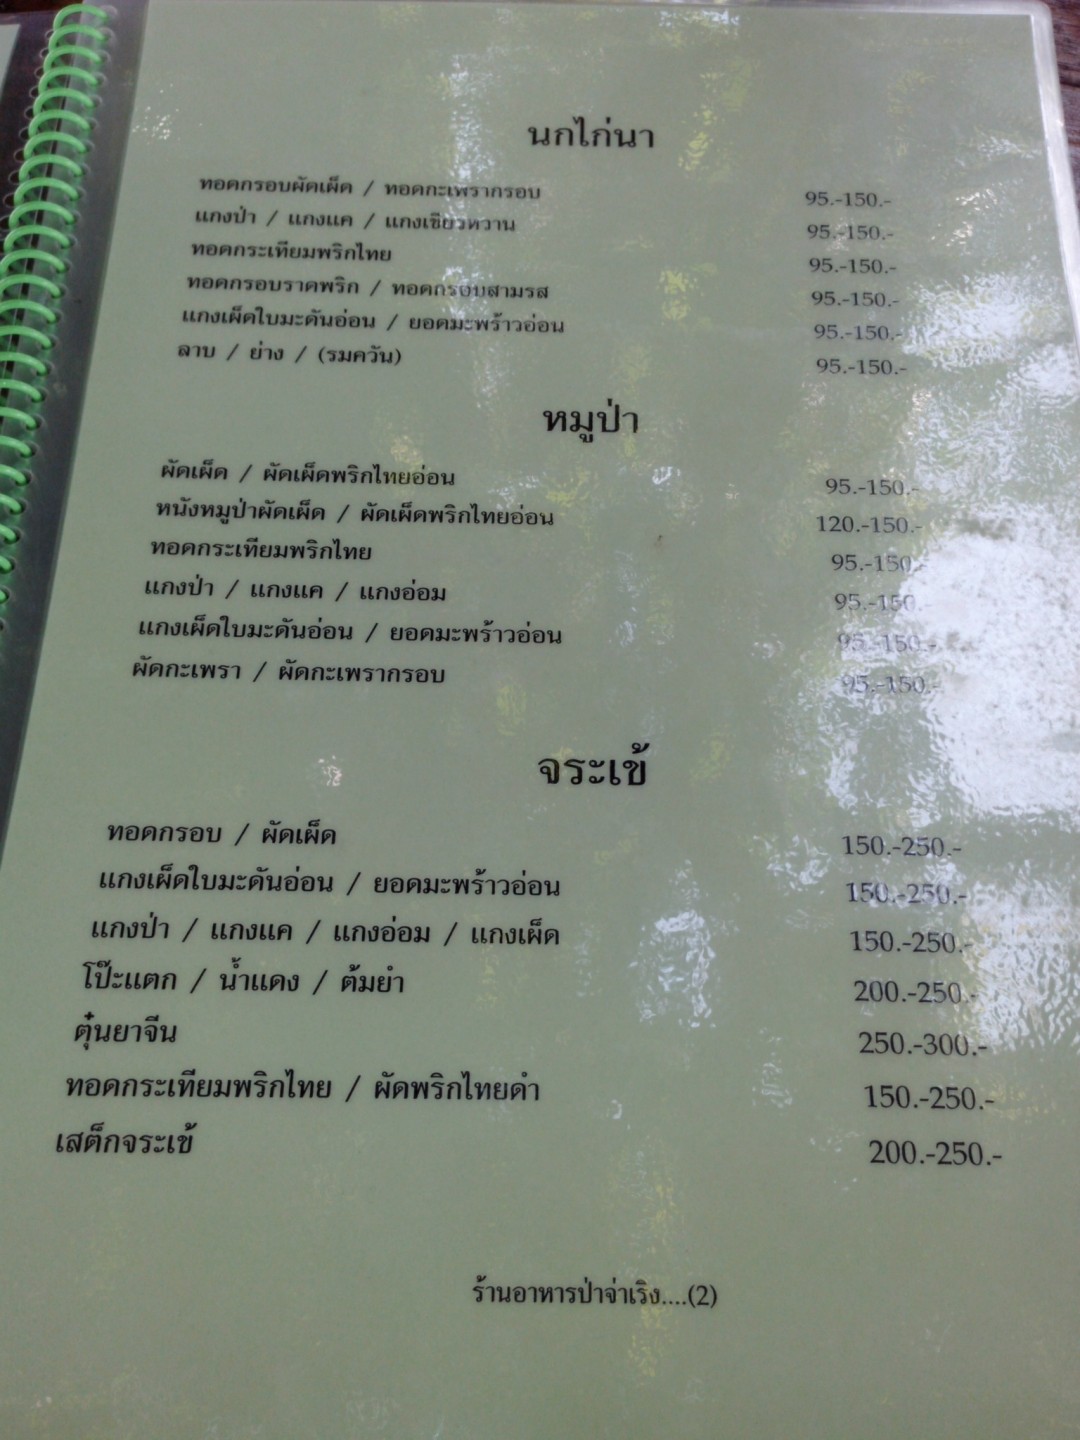 นกไก่นา
ทอดกรอบผัดเผ็ด / ทอดกะเพรากรอบ 95.-150.-
แกงป่า / แกงแค / แกงเขียวหวาน 95.-150.-
ทอดกระเทียมพริกไทย 95.-150.-
ทอดกรอบราดพริก / ทอดกรอบสามรส 95.-150.-
แกงเผ็ดใบมะดันอ่อน / ยอดมะพร้าวอ่อน 95.-150.-
ลาบ / ย่าง / (รมควัน) 95.-150.-
หมูป่า
ผัดเผ็ด / ผัดเผ็ดพริกไทยอ่อน 95.-150.-
หนังหมูป่าผัดเผ็ด / ผัดเผ็ดพริกไทยอ่อน 120.-150.-
ทอดกระเทียมพริกไทย 95.-150.-
แกงป่า / แกงแค / แกงอ่อม 95.-150.-
แกงเผ็ดใบมะดันอ่อน / ยอดมะพร้าวอ่อน 95.-150.-
ผัดกะเพรา / ผัดกะเพรากรอบ 95.-150.-
จระเข้
ทอดกรอบ / ผัดเผ็ด 150.-250.-
แกงเผ็ดใบมะดันอ่อน / ยอดมะพร้าวอ่อน 150.-250.-
แกงป่า / แกงแค / แกงอ่อม / แกงเผ็ด 150.-250.-
โป๊ะแตก / น้ำแดง / ต้มยำ 200.-250.-
ตุ๋นยาจีน 250.-300.-
ทอดกระเทียมพริกไทย / ผัดพริกไทยดำ 150.-250.-
เสต็กจระเข้ 200.-250.-
ร้านอาหารป่าจ่าเริง....(2)